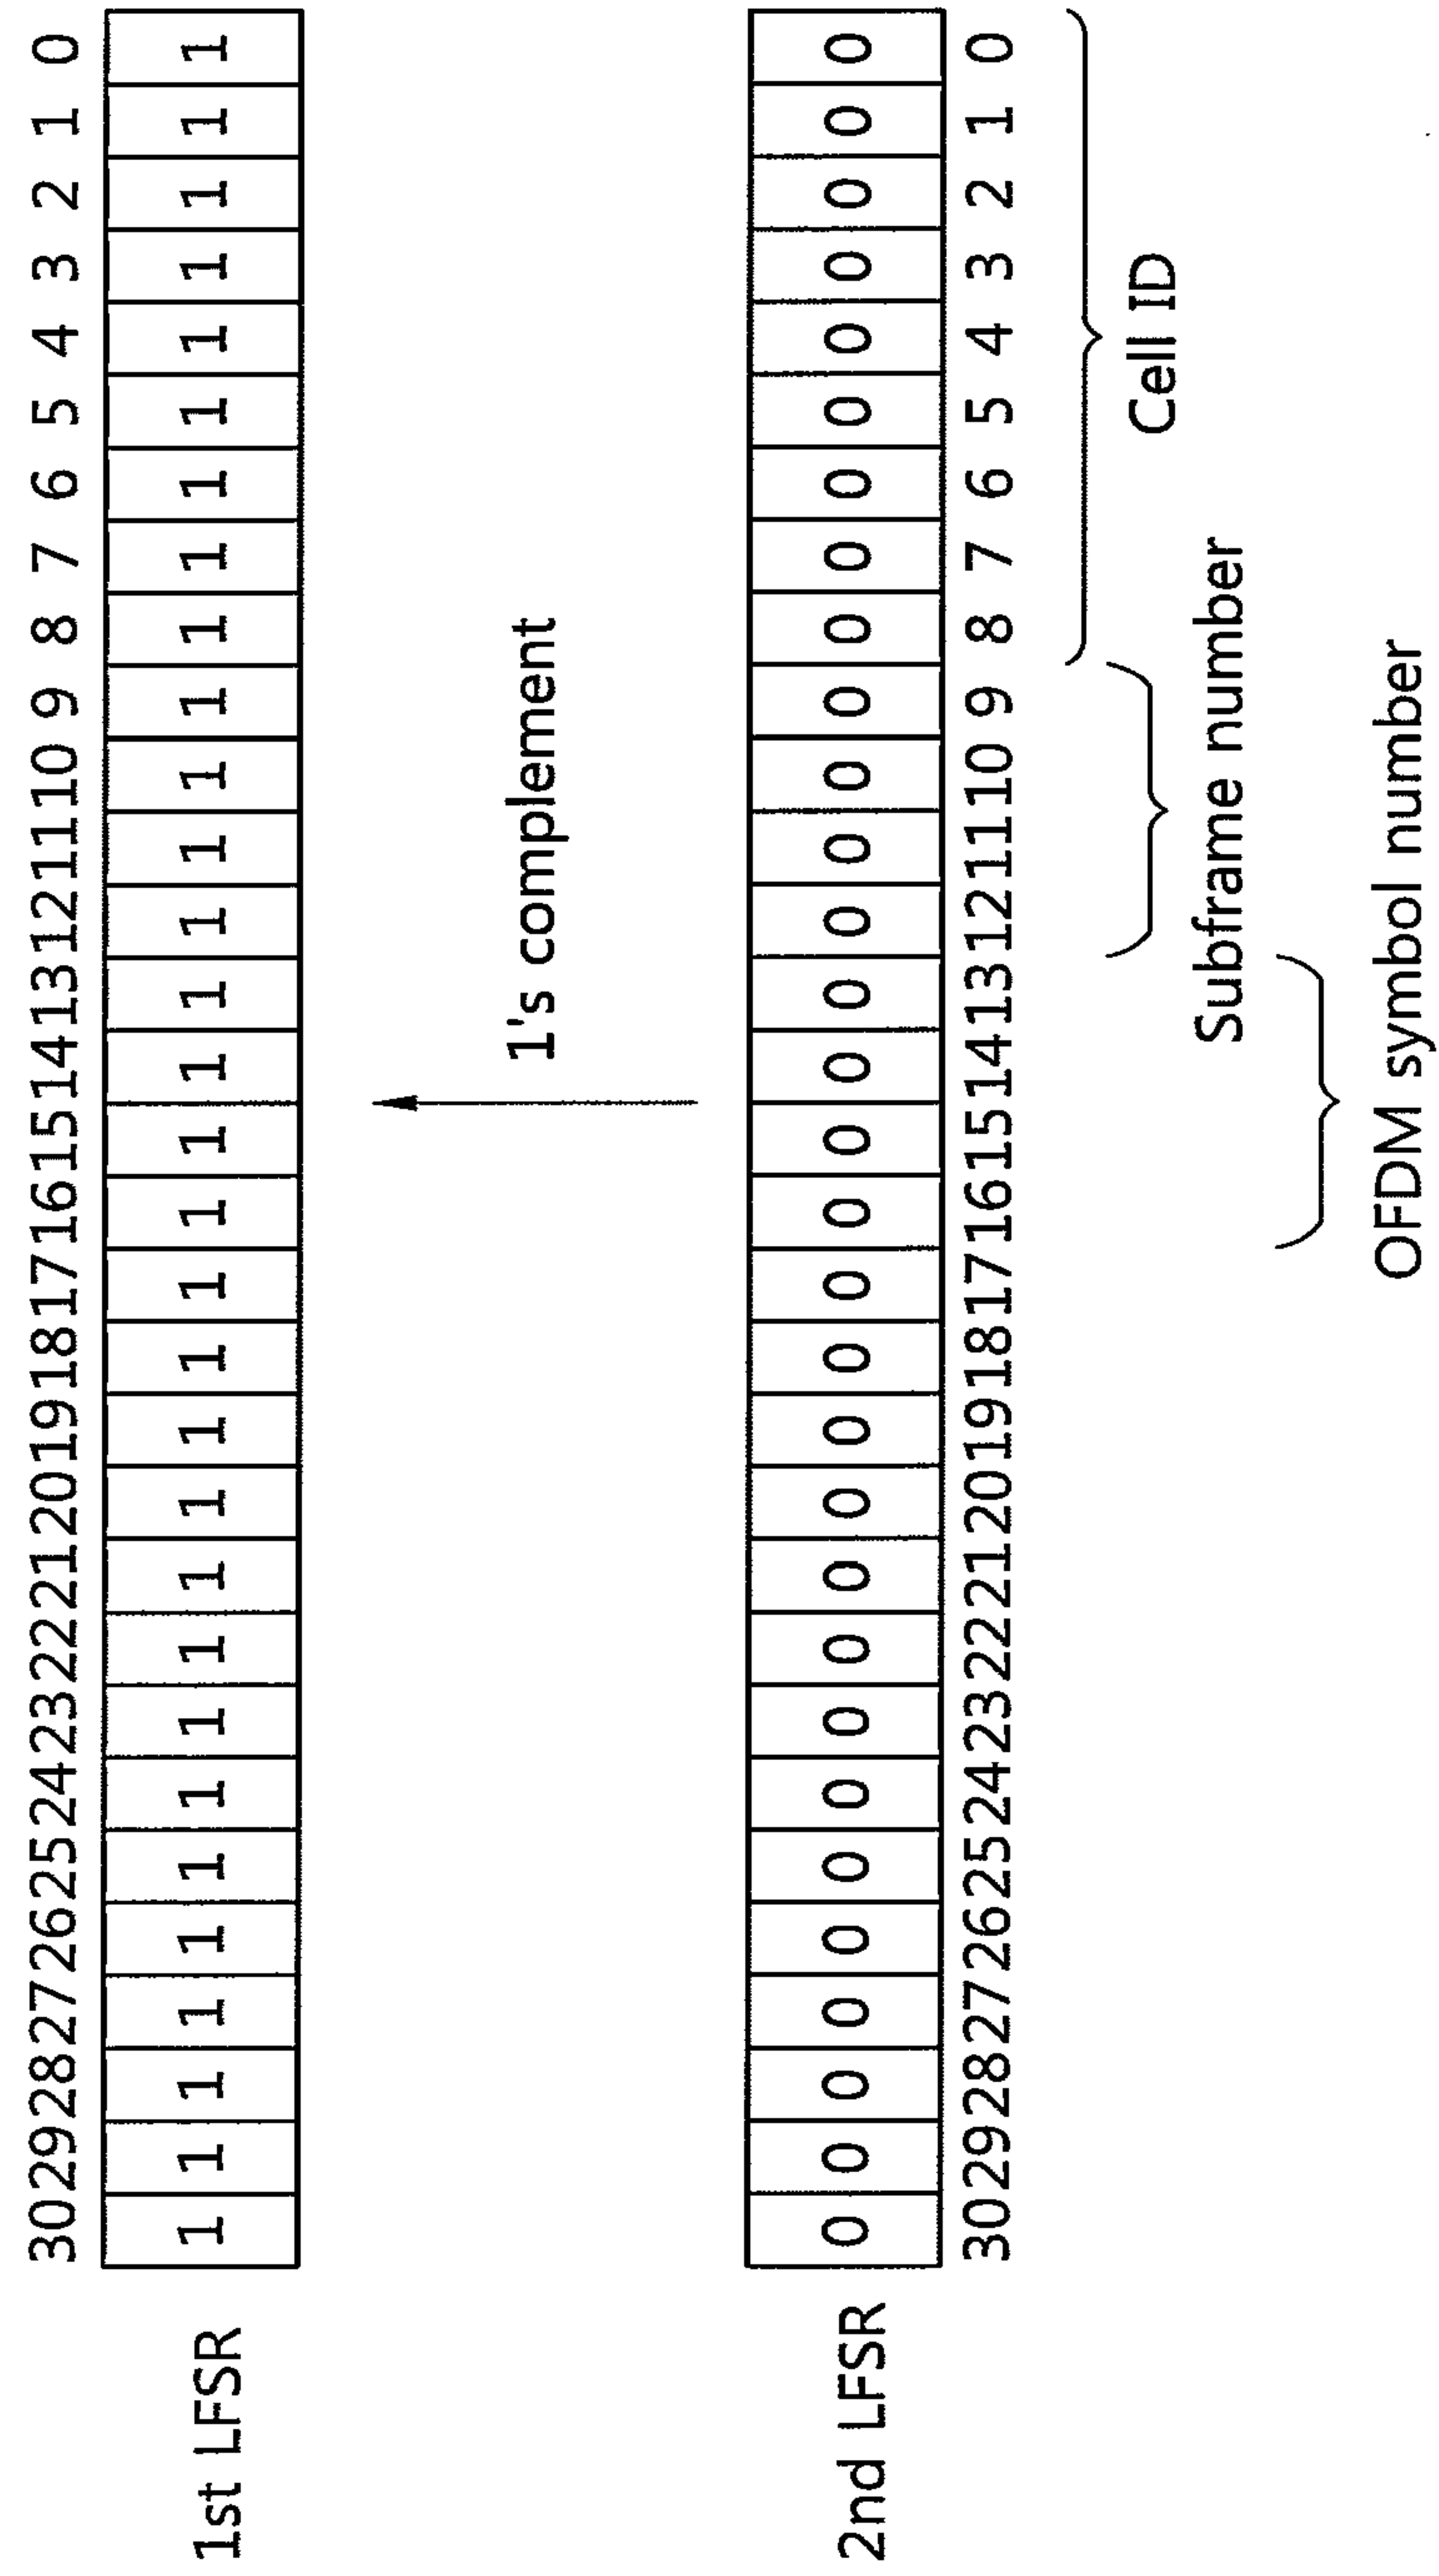 30 29 28 27 26 25 24 23 22 21 20 19 18 17 16 15 14 13 12 11 10 9 8 7 6 5 4 3 2 1 0
1st LFSR 1 1 1 1 1 1 1 1 1 1 1 1 1 1 1 1 1 1 1 1 1 1 1 1 1 1 1 1 1 1 1
1's complement
2nd LFSR 0 0 0 0 0 0 0 0 0 0 0 0 0 0 0 0 0 0 0 0 0 0 0 0 0 0 0 0 0 0 0
30 29 28 27 26 25 24 23 22 21 20 19 18 17 16 15 14 13 12 11 10 9 8 7 6 5 4 3 2 1 0
Cell ID
Subframe number
OFDM symbol number